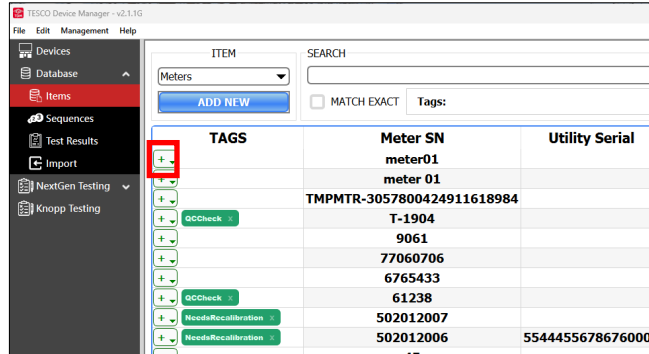 TESCO Device Manager - v2.1.1G
File Edit Management Help
Devices
Database
Items
Sequences
Test Results
Import
NextGen Testing
Knopp Testing
ITEM SEARCH
Meters
ADD NEW MATCH EXACT Tags:
TAGS Meter SN Utility Serial
+ meter01
+ meter 01
+ TMPMTR-3057800424911618984
+ QCCheck x T-1904
+ 9061
+ 77060706
+ 6765433
+ QCCheck x 61238
+ NeedsRecalibration x 502012007
+ NeedsRecalibration x 502012006 5544455678676000